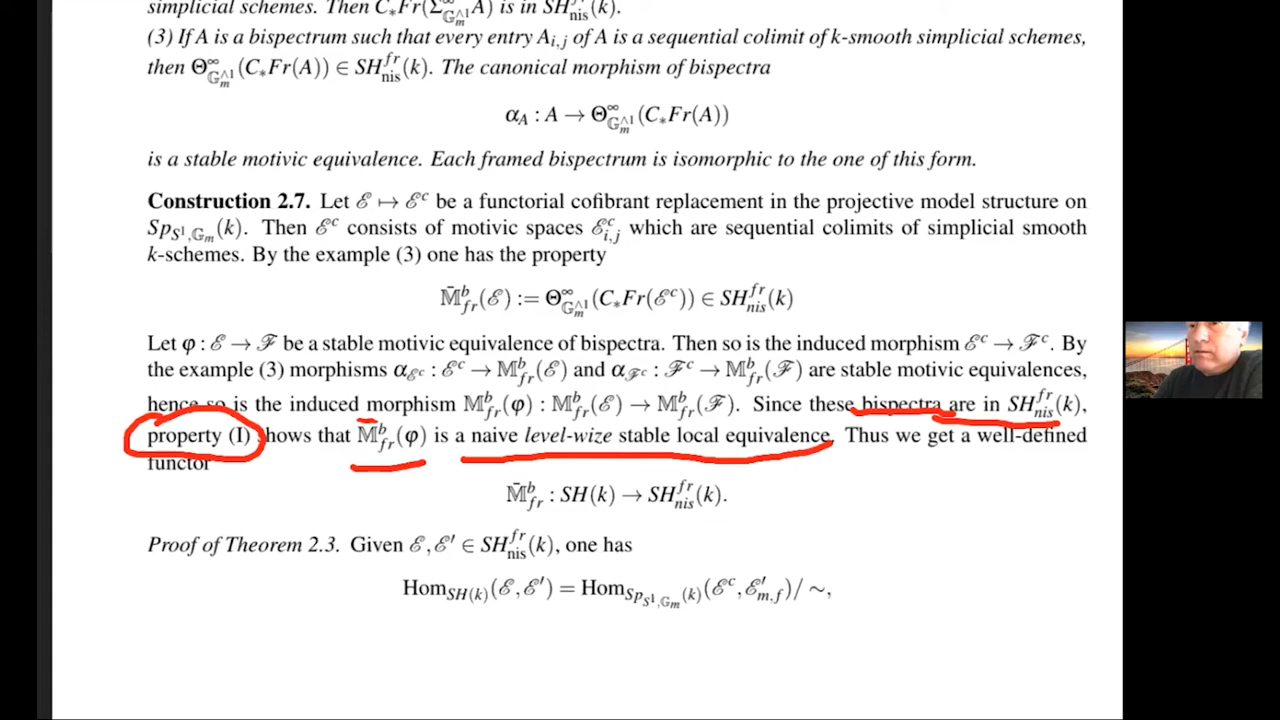 simplicial schemes. Then C_*Fr(Σ^∞_{𝔾_m^{∧1}}A) is in SH^{fr}_{nis}(k).
(3) If A is a bispectrum such that every entry A_{i,j} of A is a sequential colimit of k-smooth simplicial schemes,
then Θ^∞_{𝔾_m^{∧1}}(C_*Fr(A)) ∈ SH^{fr}_{nis}(k). The canonical morphism of bispectra
α_A : A → Θ^∞_{𝔾_m^{∧1}}(C_*Fr(A))
is a stable motivic equivalence. Each framed bispectrum is isomorphic to the one of this form.
Construction 2.7. Let ℰ ↦ ℰ^c be a functorial cofibrant replacement in the projective model structure on
Sp_{S^1,𝔾_m}(k). Then ℰ^c consists of motivic spaces ℰ^c_{i,j} which are sequential colimits of simplicial smooth
k-schemes. By the example (3) one has the property
𝕄̄^b_{fr}(ℰ) := Θ^∞_{𝔾_m^{∧1}}(C_*Fr(ℰ^c)) ∈ SH^{fr}_{nis}(k)
Let φ : ℰ → ℱ be a stable motivic equivalence of bispectra. Then so is the induced morphism ℰ^c → ℱ^c. By
the example (3) morphisms α_{ℰ^c} : ℰ^c → 𝕄^b_{fr}(ℰ) and α_{ℱ^c} : ℱ^c → 𝕄^b_{fr}(ℱ) are stable motivic equivalences,
hence so is the induced morphism 𝕄^b_{fr}(φ) : 𝕄^b_{fr}(ℰ) → 𝕄^b_{fr}(ℱ). Since these bispectra are in SH^{fr}_{nis}(k),
property (I) shows that 𝕄^b_{fr}(φ) is a naive level-wize stable local equivalence. Thus we get a well-defined
functor
𝕄̄^b_{fr} : SH(k) → SH^{fr}_{nis}(k).
Proof of Theorem 2.3. Given ℰ, ℰ′ ∈ SH^{fr}_{nis}(k), one has
Hom_{SH(k)}(ℰ, ℰ′) = Hom_{Sp_{S^1,𝔾_m}(k)}(ℰ^c, ℰ′_{m,f})/ ∼,